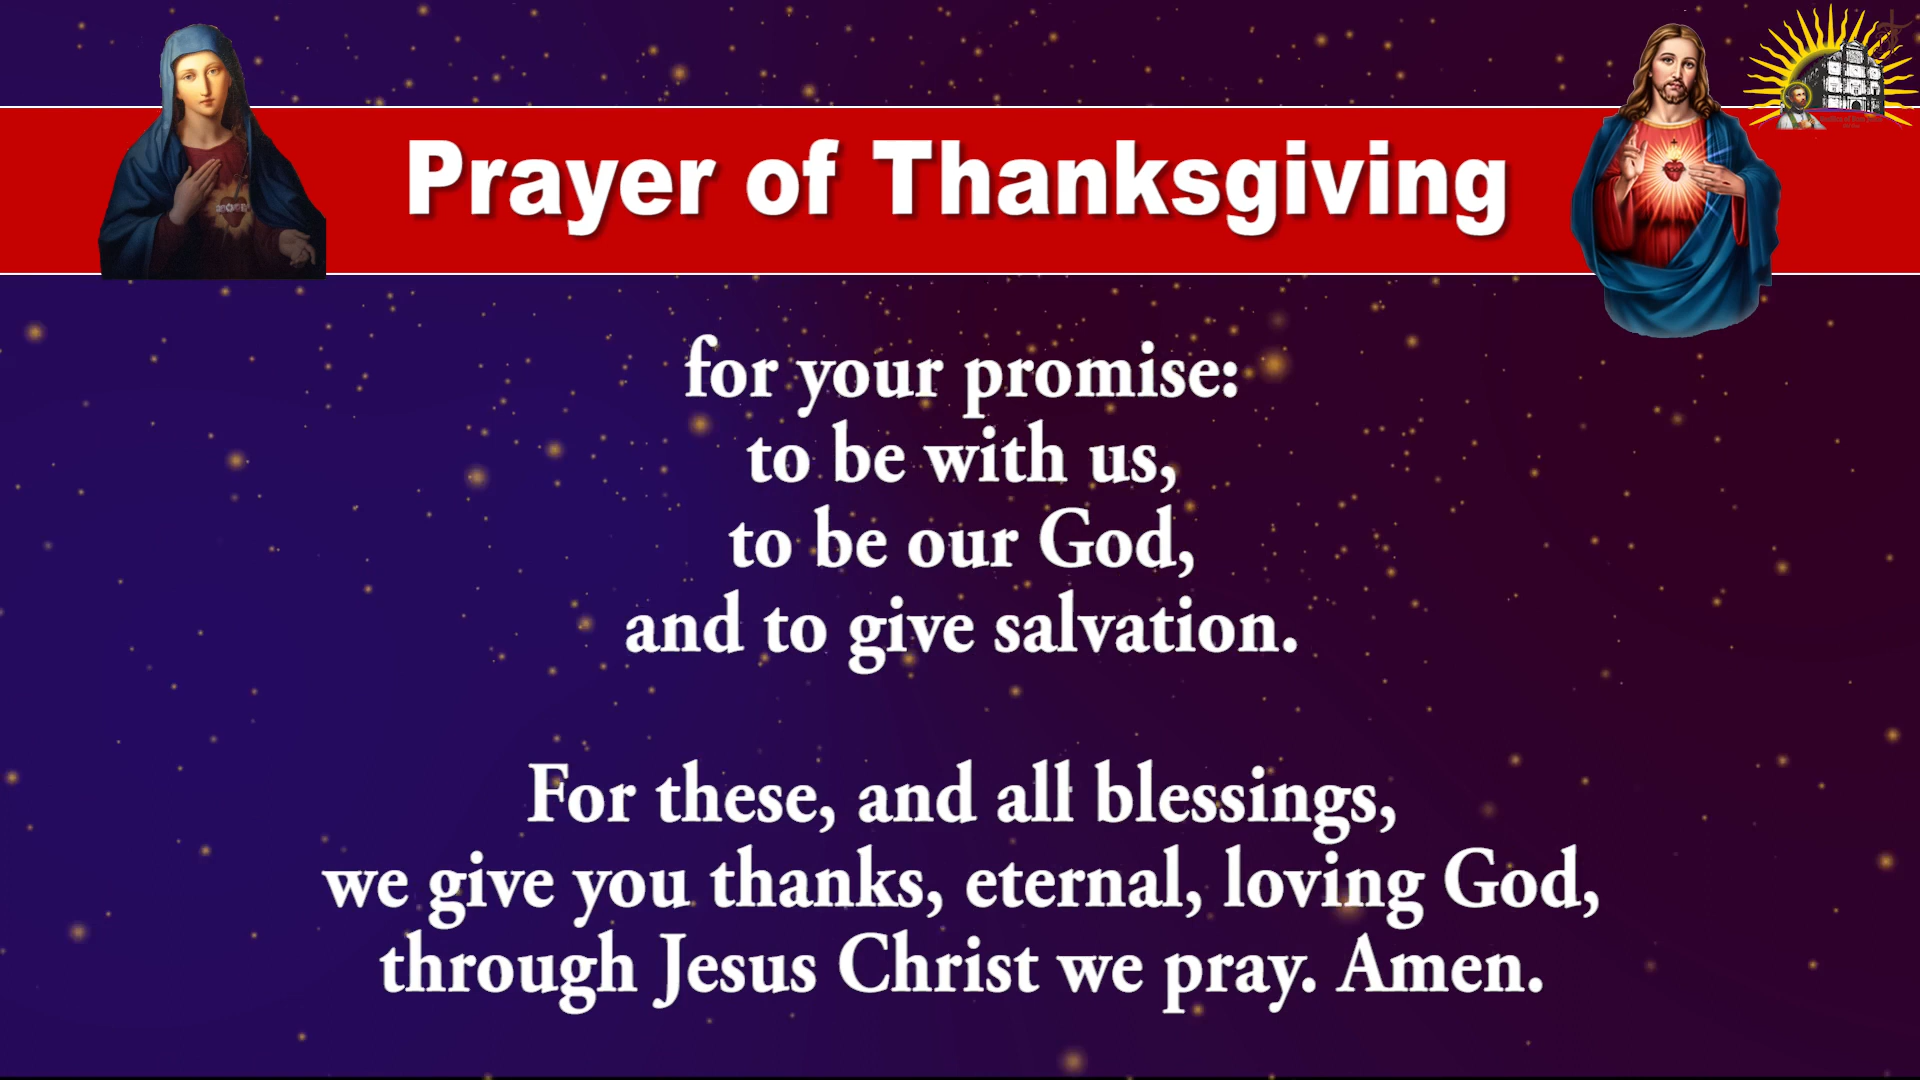 Prayer of Thanksgiving
for your promise:
to be with us,
to be our God,
and to give salvation.
For these, and all blessings,
we give you thanks, eternal, loving God,
through Jesus Christ we pray. Amen.